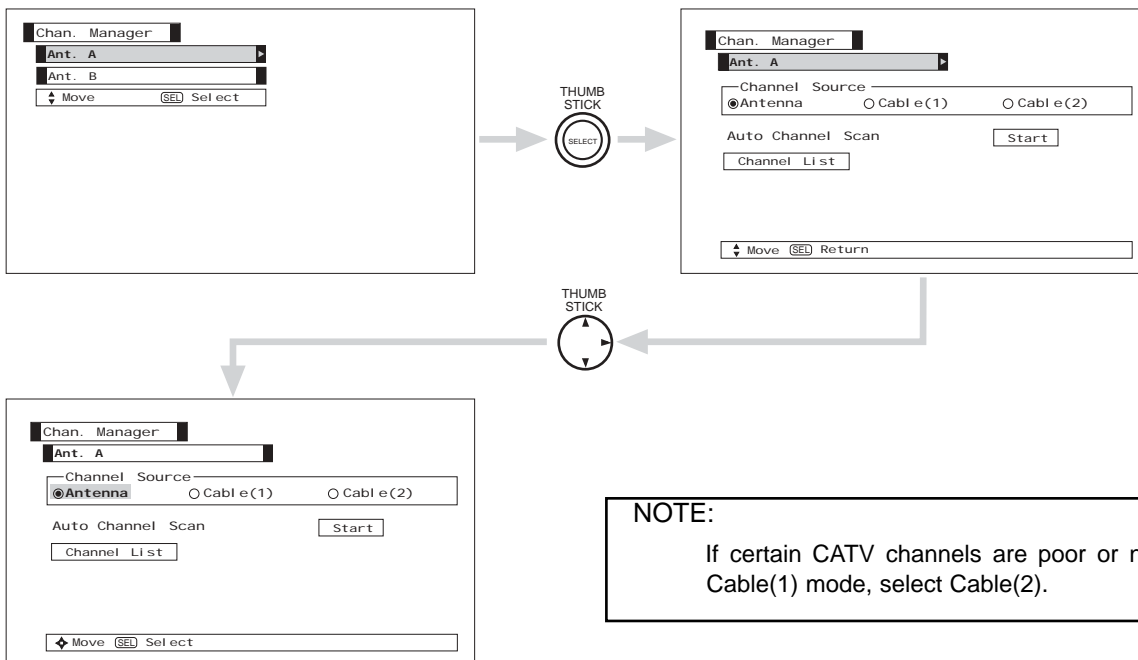 Chan. Manager
Ant. A
Ant. B
Move SEL Select
THUMB
STICK
SELECT
Chan. Manager
Ant. A
Channel Source
Antenna Cable(1) Cable(2)
Auto Channel Scan Start
Channel List
Move SEL Return
THUMB
STICK
Chan. Manager
Ant. A
Channel Source
Antenna Cable(1) Cable(2)
Auto Channel Scan Start
Channel List
Move SEL Select
NOTE:
If certain CATV channels are poor or
Cable(1) mode, select Cable(2).